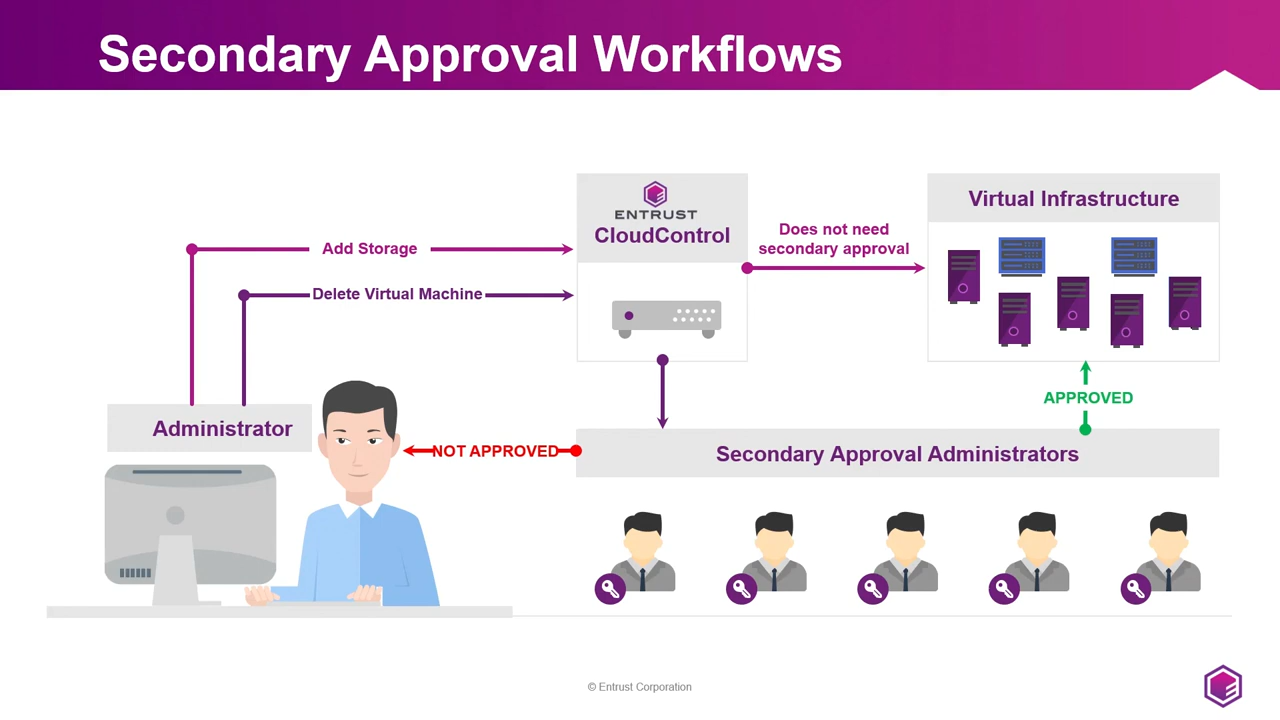 Secondary Approval Workflows
ENTRUST
CloudControl
Virtual Infrastructure
Does not need
secondary approval
Add Storage
Delete Virtual Machine
APPROVED
Administrator
NOT APPROVED
Secondary Approval Administrators
© Entrust Corporation